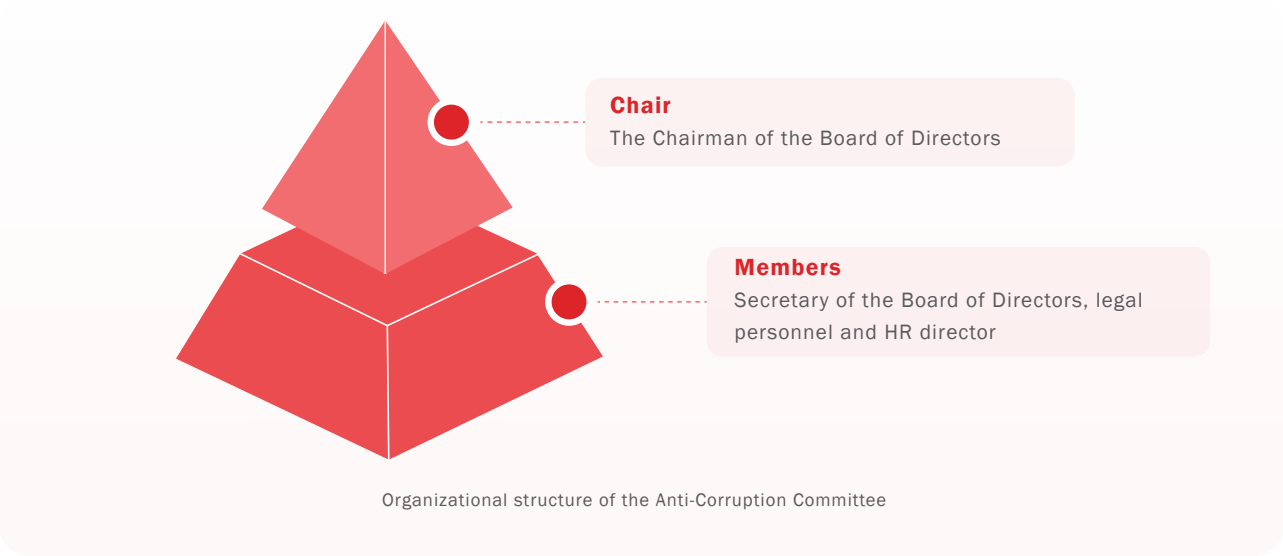 Chair
The Chairman of the Board of Directors
Members
Secretary of the Board of Directors, legal
personnel and HR director
Organizational structure of the Anti-Corruption Committee